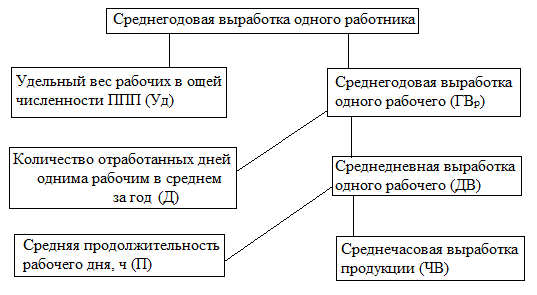 Среднегодовая выработка одного работника
Удельный вес рабочих в ощей
численности ППП (Уд)
Среднегодовая выработка
одного рабочего (ГВр)
Количество отработанных дней
однима рабочим в среднем
за год (Д)
Среднедневная выработка
одного рабочего (ДВ)
Средняя продолжительность
рабочего дня, ч (П)
Среднечасовая выработка
продукции (ЧВ)